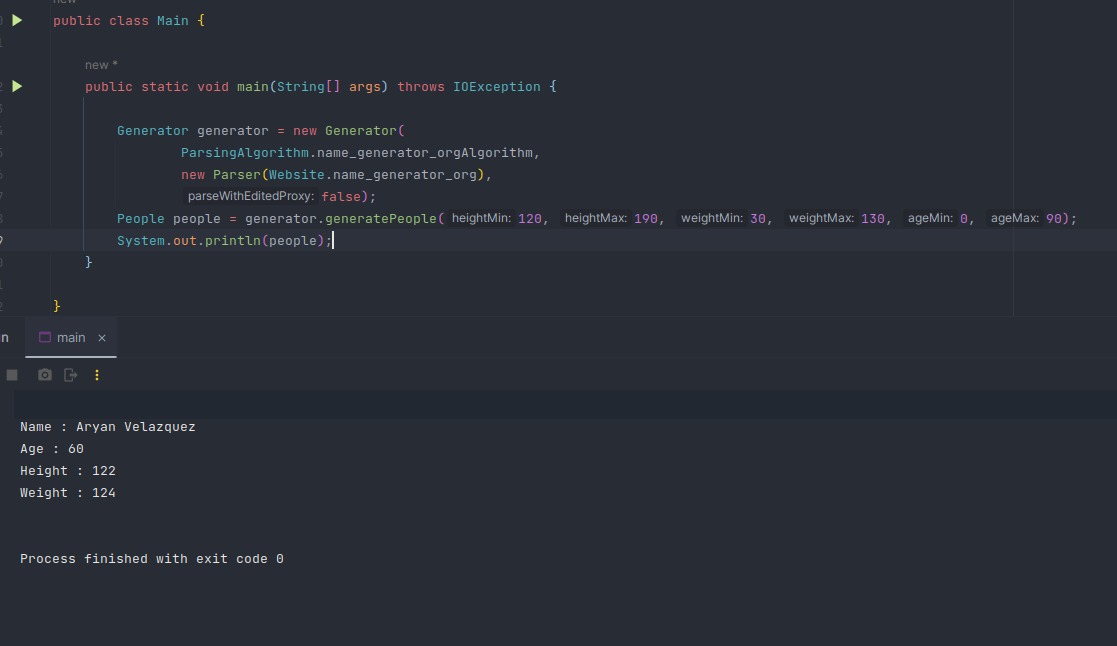 new
public class Main {
new *
public static void main(String[] args) throws IOException {
Generator generator = new Generator(
ParsingAlgorithm.name_generator_orgAlgorithm,
new Parser(Website.name_generator_org),
parseWithEditedProxy: false);
People people = generator.generatePeople( heightMin: 120, heightMax: 190, weightMin: 30, weightMax: 130, ageMin: 0, ageMax: 90);
System.out.println(people);
}
}
n main ×
Name : Aryan Velazquez
Age : 60
Height : 122
Weight : 124
Process finished with exit code 0